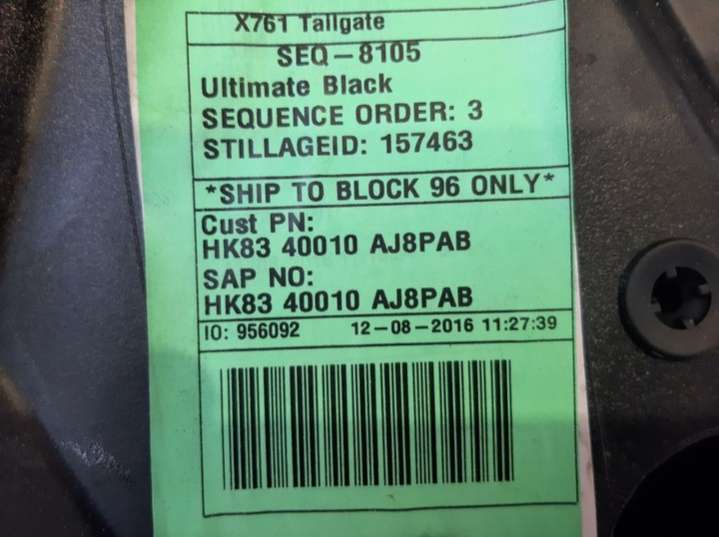 X761 Tailgate
SEQ-8105
Ultimate Black
SEQUENCE ORDER: 3
STILLAGEID: 157463
*SHIP TO BLOCK 96 ONLY*
Cust PN:
HK83 40010 AJ8PAB
SAP NO:
HK83 40010 AJ8PAB
IO: 956092 12-08-2016 11:27:39